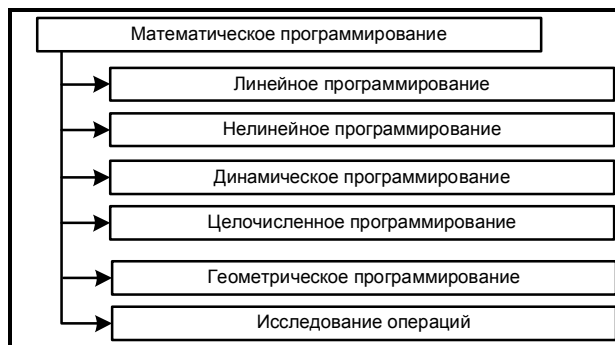 Математическое программирование
Линейное программирование
Нелинейное программирование
Динамическое программирование
Целочисленное программирование
Геометрическое программирование
Исследование операций